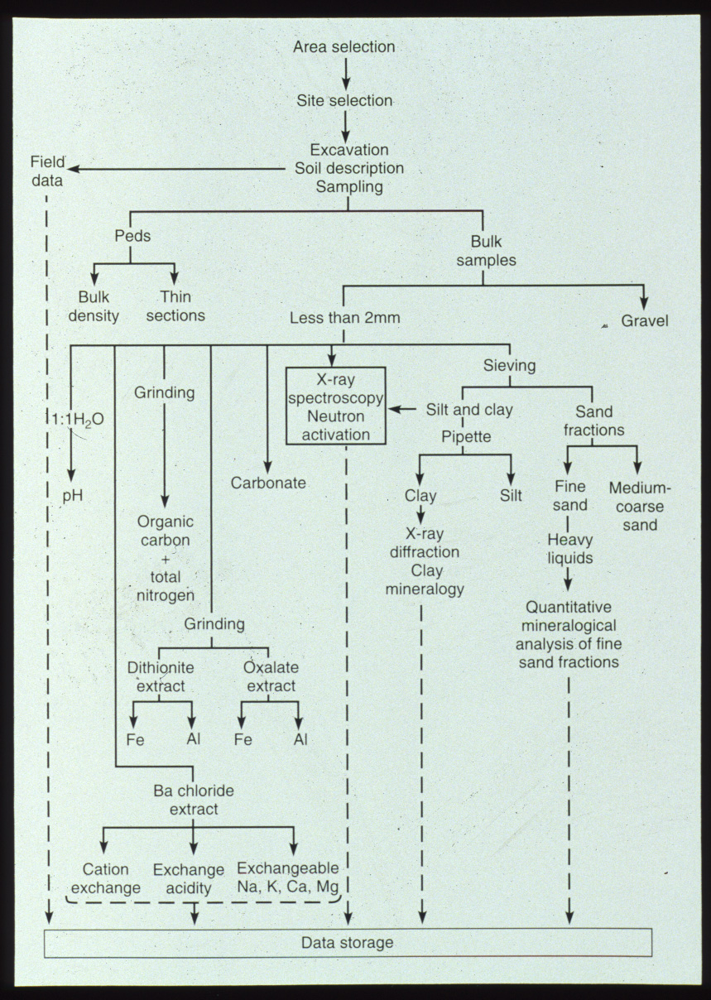 Area selection
Site selection
Excavation
Soil description
Sampling
Field
data
Peds
Bulk
samples
Bulk
density
Thin
sections
Less than 2mm
Gravel
Sieving
X-ray
spectroscopy
Neutron
activation
Grinding
1:1H₂O
Silt and clay
Pipette
Sand
fractions
pH
Carbonate
Clay
Silt
Fine
sand
Medium-
coarse
sand
Organic
carbon
+
total
nitrogen
X-ray
diffraction
Clay
mineralogy
Heavy
liquids
Quantitative
mineralogical
analysis of fine
sand fractions
Grinding
Dithionite
extract
Oxalate
extract
Fe
Al
Fe
Al
Ba chloride
extract
Cation
exchange
Exchange
acidity
Exchangeable
Na, K, Ca, Mg
Data storage